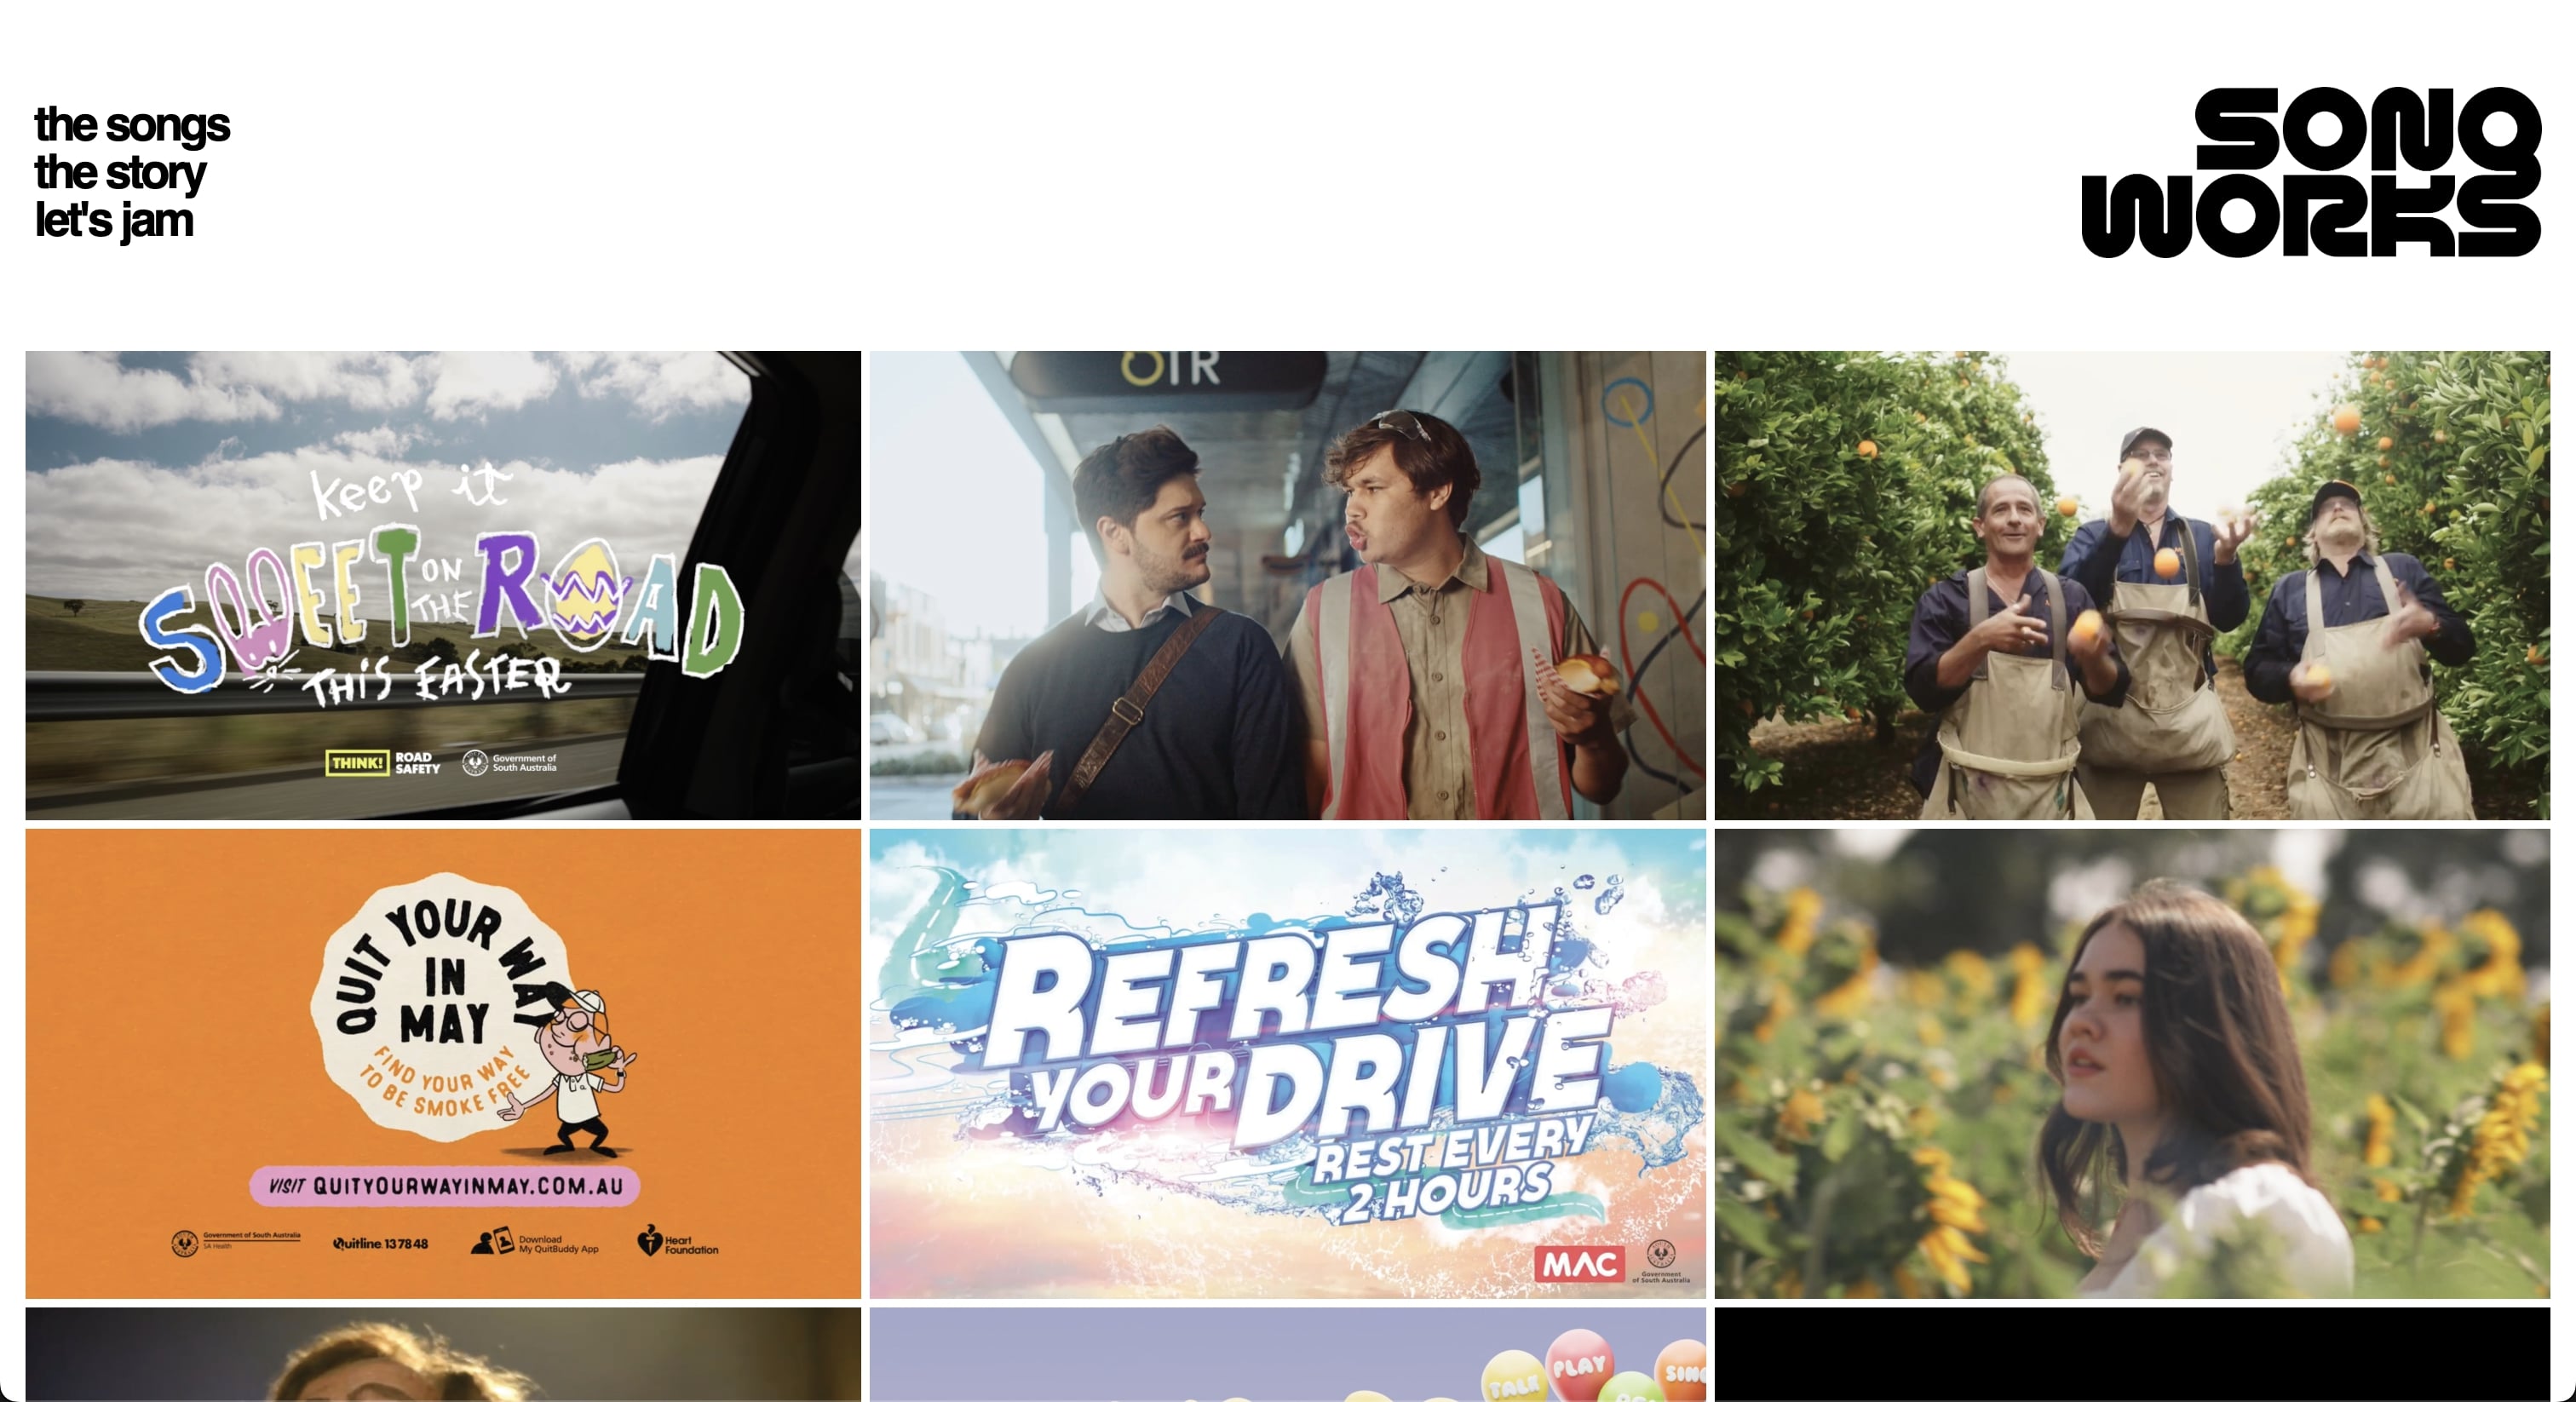 the songs
the story
let's jam
SONG
WORKS
OTR
keep it
SWEET ON THE ROAD
THIS EASTER
THINK! ROAD SAFETY
Government of
South Australia
QUIT YOUR WAY
IN
MAY
FIND YOUR WAY
TO BE SMOKE FREE
VISIT QUITYOURWAYINMAY.COM.AU
Government of South Australia
SA Health
Quitline 13 78 48
Download
My QuitBuddy App
Heart
Foundation
REFRESH
YOUR DRIVE
REST EVERY
2 HOURS
MAC
Government
of South Australia
TALK
PLAY
SING